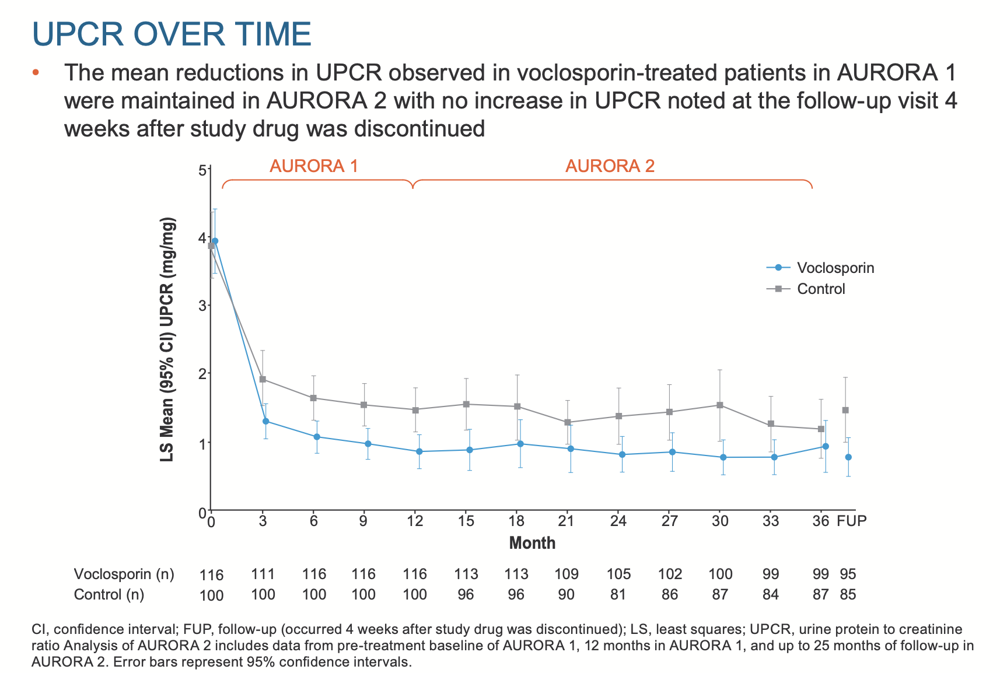 UPCR OVER TIME
• The mean reductions in UPCR observed in voclosporin-treated patients in AURORA 1
were maintained in AURORA 2 with no increase in UPCR noted at the follow-up visit 4
weeks after study drug was discontinued
AURORA 1 AURORA 2
5
4
3
2
1
0
LS Mean (95% CI) UPCR (mg/mg)
Voclosporin
Control
0 3 6 9 12 15 18 21 24 27 30 33 36 FUP
Month
Voclosporin (n) 116 111 116 116 116 113 113 109 105 102 100 99 99 95
Control (n) 100 100 100 100 100 96 96 90 81 86 87 84 87 85
CI, confidence interval; FUP, follow-up (occurred 4 weeks after study drug was discontinued); LS, least squares; UPCR, urine protein to creatinine
ratio Analysis of AURORA 2 includes data from pre-treatment baseline of AURORA 1, 12 months in AURORA 1, and up to 25 months of follow-up in
AURORA 2. Error bars represent 95% confidence intervals.